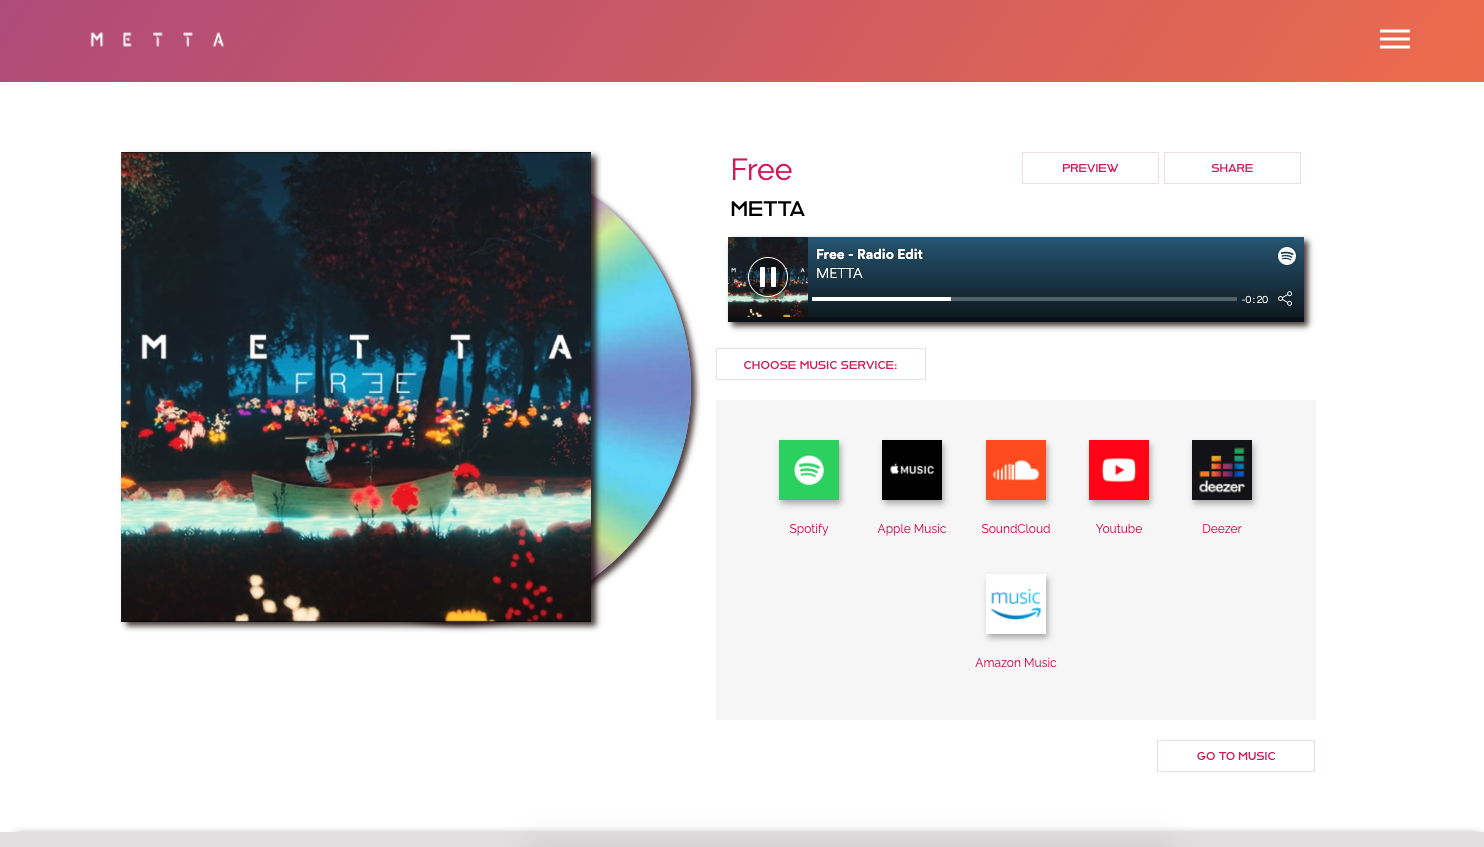 METTA
METTA
FRƎE
Free
METTA
PREVIEW
SHARE
Free - Radio Edit
METTA
-0:20
CHOOSE MUSIC SERVICE:
MUSIC
deezer
Spotify
Apple Music
SoundCloud
Youtube
Deezer
music
Amazon Music
GO TO MUSIC